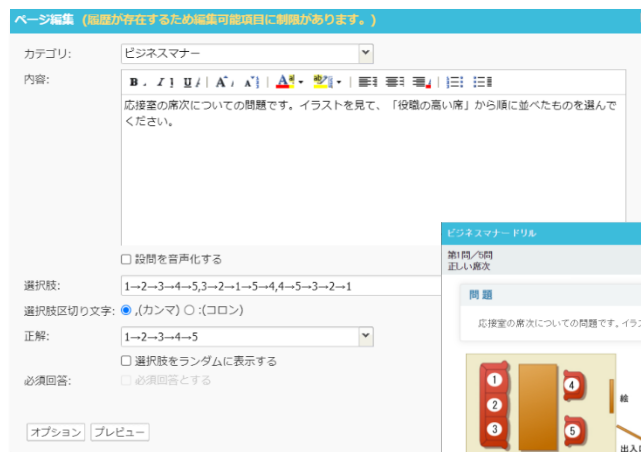 ページ編集 (履歴が存在するため編集可能項目に制限があります。)
カテゴリ: ビジネスマナー
内容:
応接室の席次についての問題です。イラストを見て、「役職の高い席」から順に並べたものを選んで
ください。
設問を音声化する
選択肢: 1→2→3→4→5,3→2→1→5→4,4→5→3→2→1
選択肢区切り文字: ,(カンマ) :(コロン)
正解: 1→2→3→4→5
選択肢をランダムに表示する
必須回答: 必須回答とする
オプション プレビュー
ビジネスマナードリル
第1問/5問
正しい席次
問題
応接室の席次についての問題です。イラス
1
2
3
4
5
絵
出入